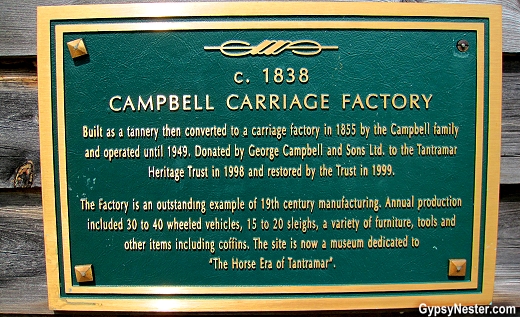 c. 1838
CAMPBELL CARRIAGE FACTORY
Built as a tannery then converted to a carriage factory in 1855 by the Campbell family
and operated until 1949. Donated by George Campbell and Sons Ltd. to the Tantramar
Heritage Trust in 1998 and restored by the Trust in 1999.
The Factory is an outstanding example of 19th century manufacturing. Annual production
included 30 to 40 wheeled vehicles, 15 to 20 sleighs, a variety of furniture, tools and
other items including coffins. The site is now a museum dedicated to
"The Horse Era of Tantramar".
GypsyNester.com